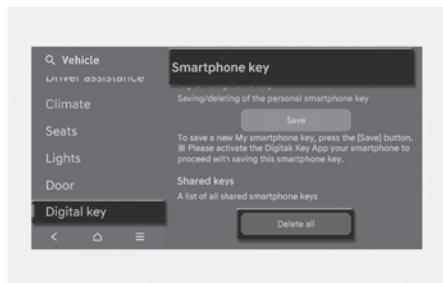 Vehicle
Driver assistance
Climate
Seats
Lights
Door
Digital key
Smartphone key
Saving/deleting of the personal smartphone key
Save
To save a new My smartphone key, press the [Save] button.
※ Please activate the Digitak Key App your smartphone to
proceed with saving this smartphone key.
Shared keys
A list of all shared smartphone keys
Delete all